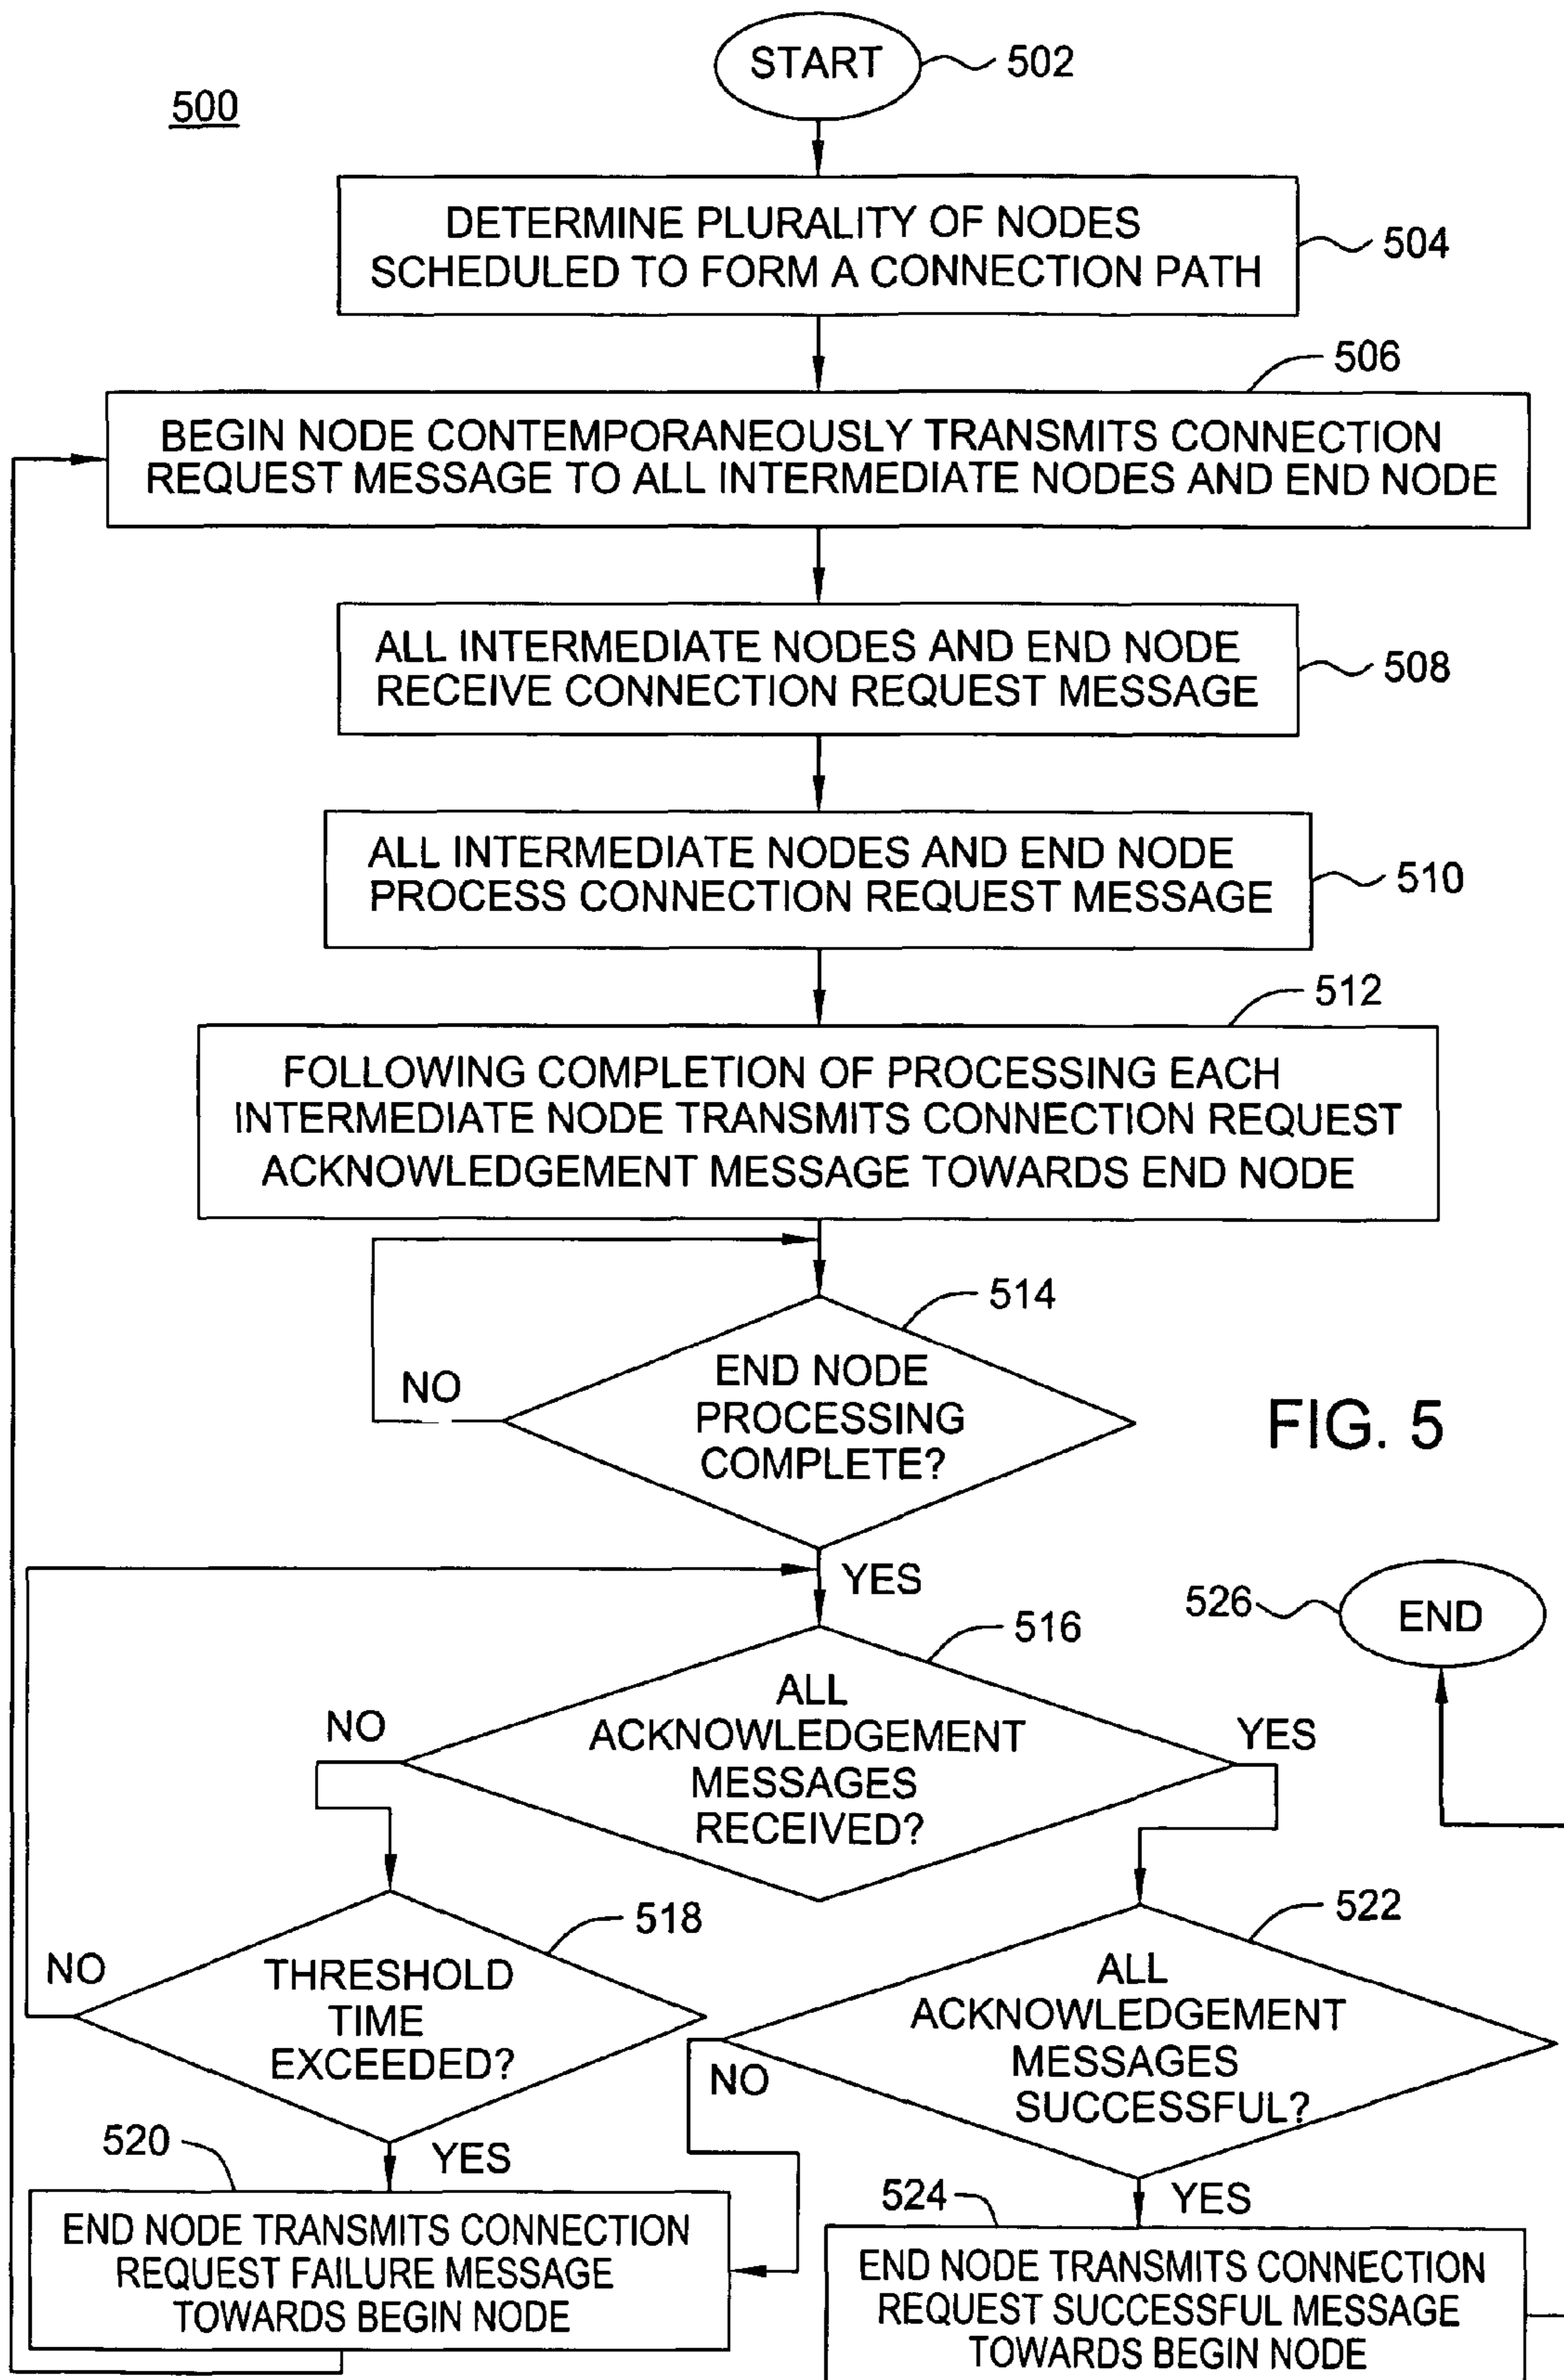 START
502
500
DETERMINE PLURALITY OF NODES
SCHEDULED TO FORM A CONNECTION PATH
504
506
BEGIN NODE CONTEMPORANEOUSLY TRANSMITS CONNECTION
REQUEST MESSAGE TO ALL INTERMEDIATE NODES AND END NODE
ALL INTERMEDIATE NODES AND END NODE
RECEIVE CONNECTION REQUEST MESSAGE
508
ALL INTERMEDIATE NODES AND END NODE
PROCESS CONNECTION REQUEST MESSAGE
510
512
FOLLOWING COMPLETION OF PROCESSING EACH
INTERMEDIATE NODE TRANSMITS CONNECTION REQUEST
ACKNOWLEDGEMENT MESSAGE TOWARDS END NODE
514
END NODE
PROCESSING
COMPLETE?
NO
FIG. 5
YES
526
END
516
ALL
ACKNOWLEDGEMENT
MESSAGES
RECEIVED?
NO
YES
518
THRESHOLD
TIME
EXCEEDED?
NO
522
ALL
ACKNOWLEDGEMENT
MESSAGES
SUCCESSFUL?
NO
520
YES
END NODE TRANSMITS CONNECTION
REQUEST FAILURE MESSAGE
TOWARDS BEGIN NODE
524
YES
END NODE TRANSMITS CONNECTION
REQUEST SUCCESSFUL MESSAGE
TOWARDS BEGIN NODE